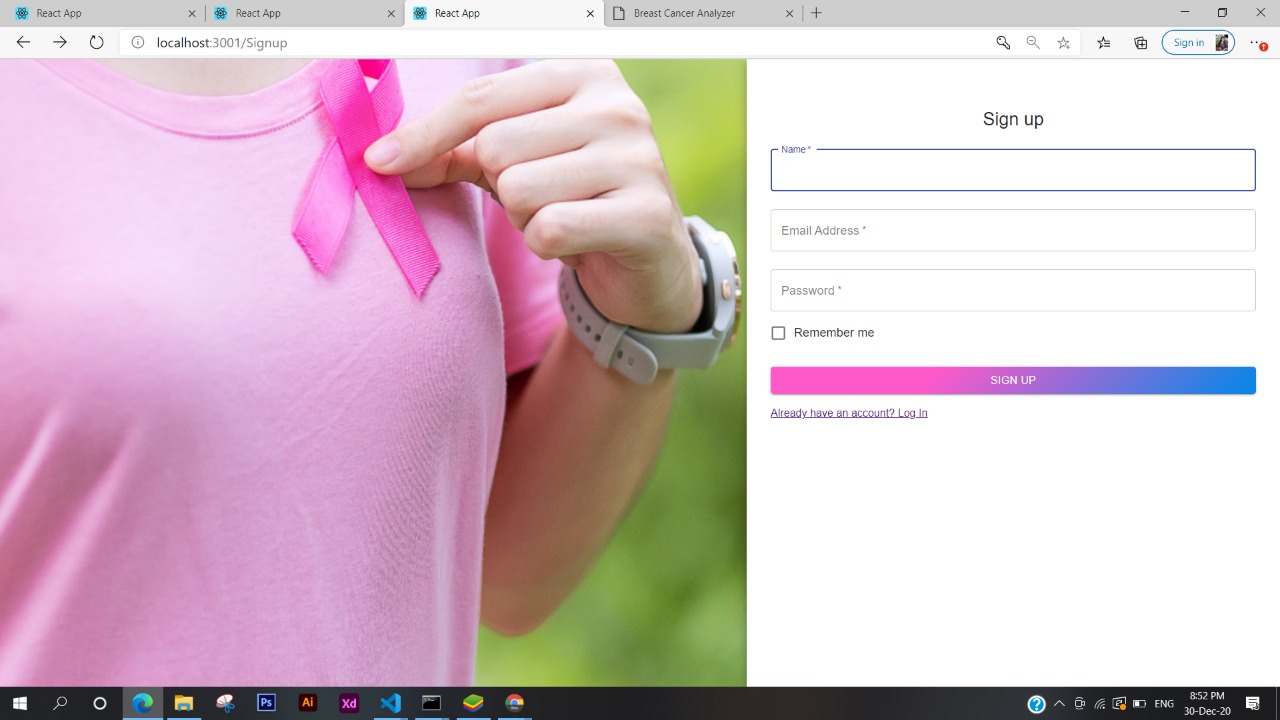 React App
React App
React App
Breast Cancer Analyzer
localhost:3001/Signup
Sign in
Sign up
Name *
Email Address *
Password *
Remember me
SIGN UP
Already have an account? Log In
Ps
Ai
Xd
ENG
8:52 PM
30-Dec-20